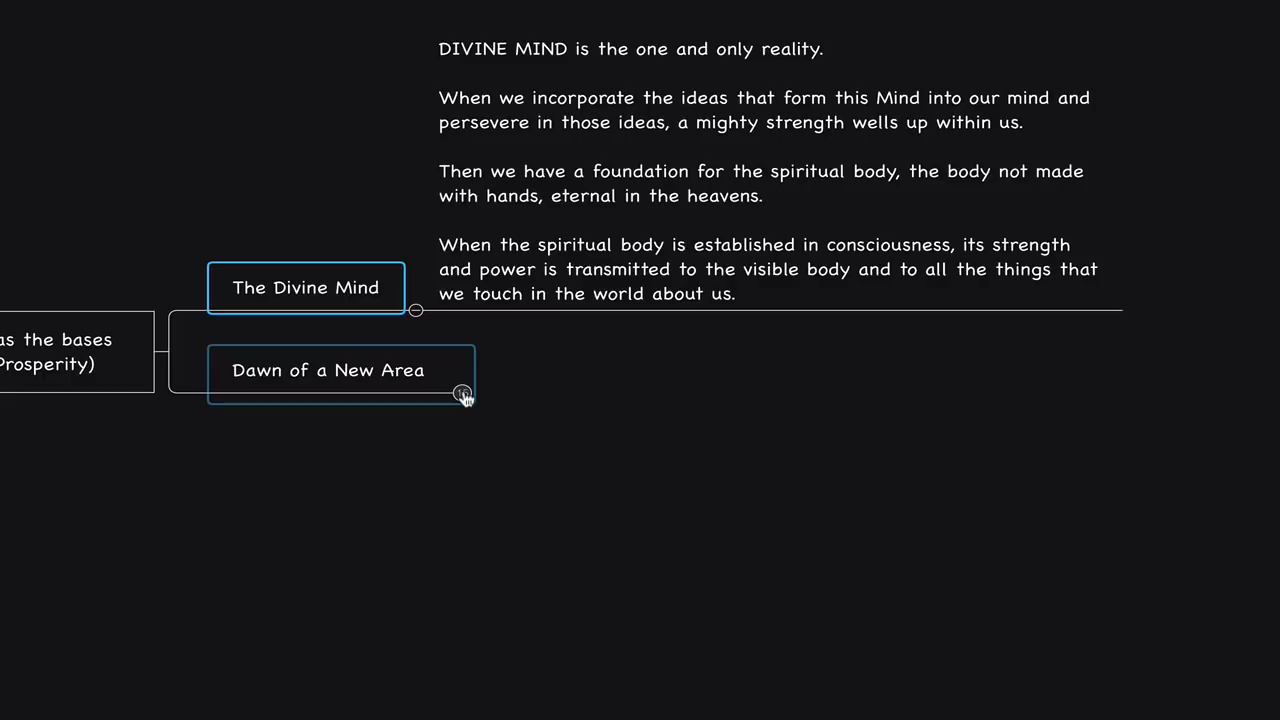 DIVINE MIND is the one and only reality.
When we incorporate the ideas that form this Mind into our mind and
persevere in those ideas, a mighty strength wells up within us.
Then we have a foundation for the spiritual body, the body not made
with hands, eternal in the heavens.
When the spiritual body is established in consciousness, its strength
and power is transmitted to the visible body and to all the things that
we touch in the world about us.
The Divine Mind
as the bases
Prosperity)
Dawn of a New Area